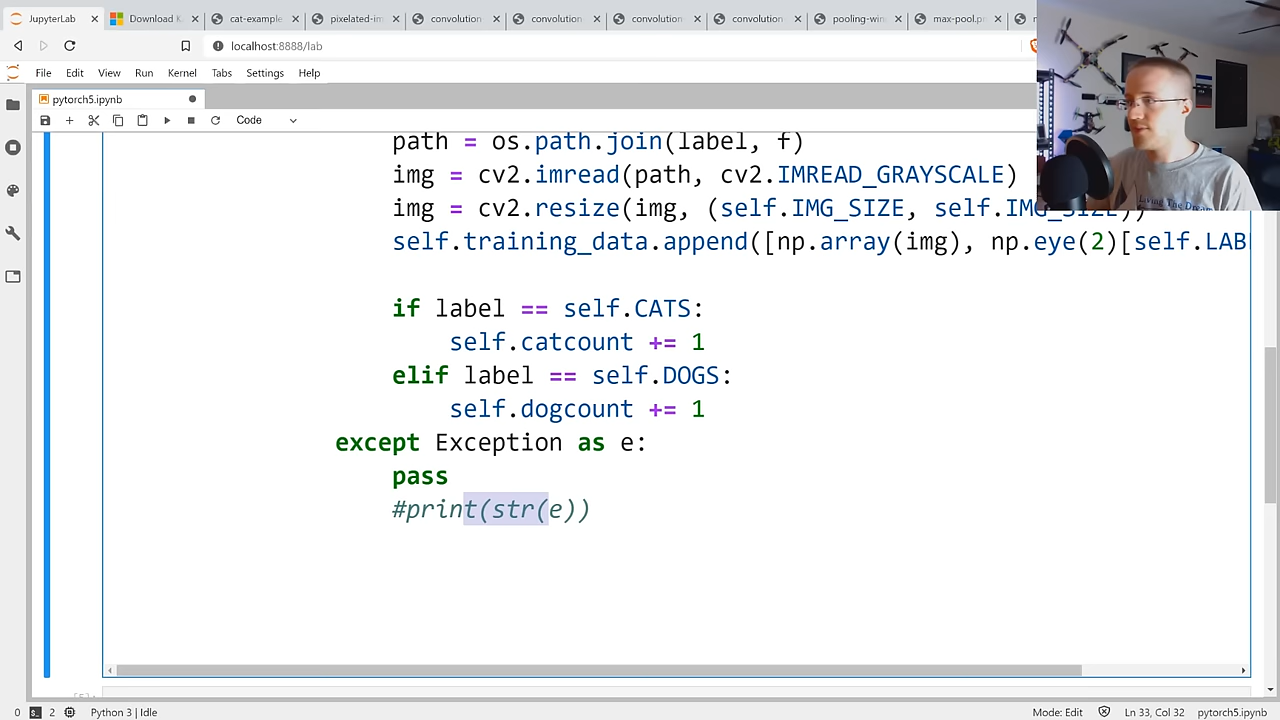 JupyterLab
Download K
cat-example
pixelated-im
convolution
convolution
convolution
convolution
pooling-win
max-pool.p
localhost:8888/lab
File Edit View Run Kernel Tabs Settings Help
pytorch5.ipynb
Code
path = os.path.join(label, f)
img = cv2.imread(path, cv2.IMREAD_GRAYSCALE)
img = cv2.resize(img, (self.IMG_SIZE, self.IMG_SIZE))
self.training_data.append([np.array(img), np.eye(2)[self.LAB
if label == self.CATS:
self.catcount += 1
elif label == self.DOGS:
self.dogcount += 1
except Exception as e:
pass
#print(str(e))
[5]:
0 2 Python 3 | Idle Mode: Edit Ln 33, Col 32 pytorch5.ipynb
Living The Dream